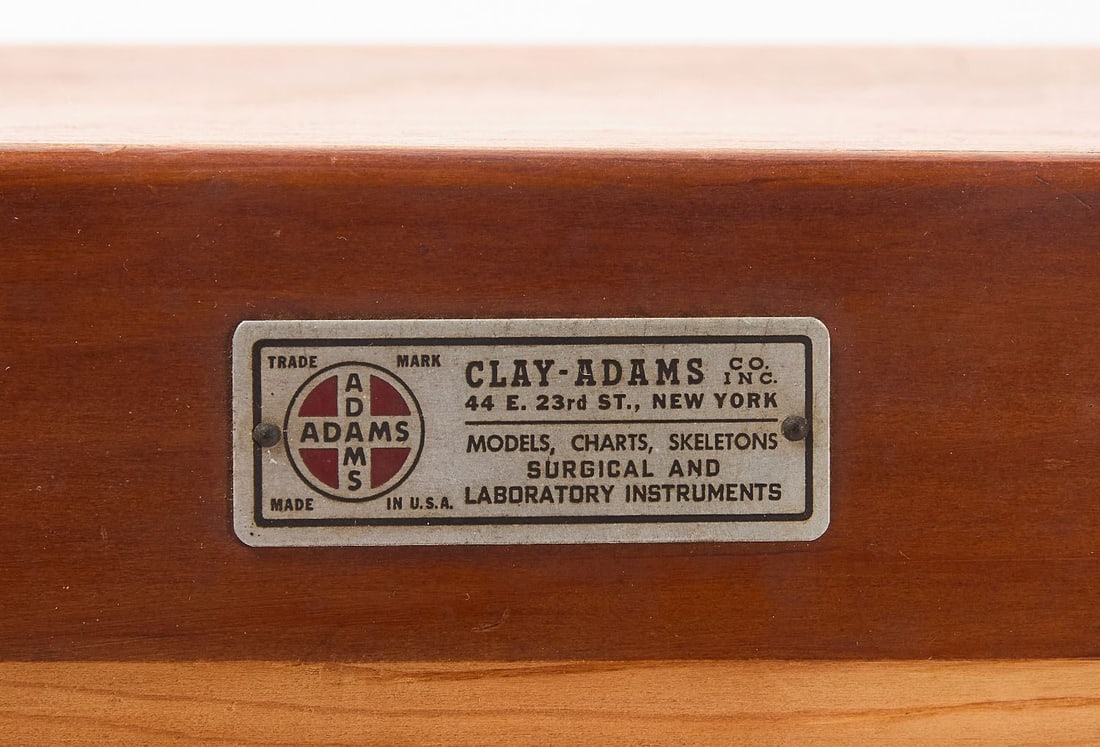 TRADE MARK
ADAMS
ADAMS
MADE IN U.S.A.
CLAY-ADAMS CO. INC.
44 E. 23rd ST., NEW YORK
MODELS, CHARTS, SKELETONS
SURGICAL AND
LABORATORY INSTRUMENTS